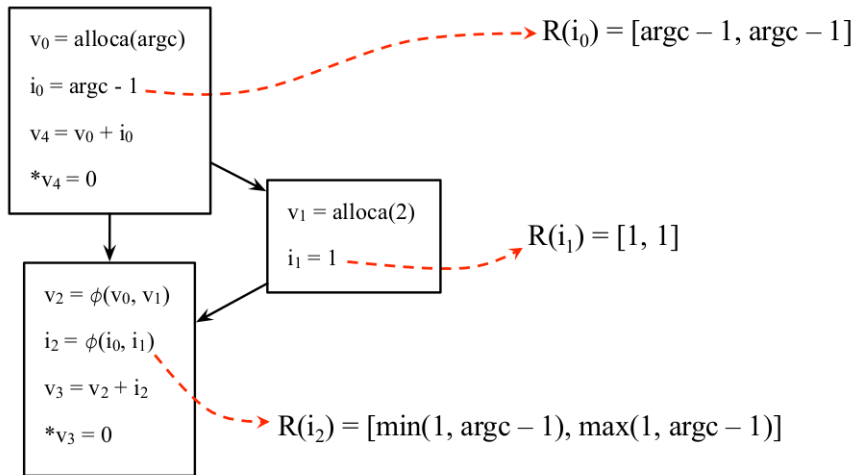 v₀ = alloca(argc)
i₀ = argc - 1
v₄ = v₀ + i₀
*v₄ = 0
R(i₀) = [argc – 1, argc – 1]
v₁ = alloca(2)
i₁ = 1
R(i₁) = [1, 1]
v₂ = ϕ(v₀, v₁)
i₂ = ϕ(i₀, i₁)
v₃ = v₂ + i₂
*v₃ = 0
R(i₂) = [min(1, argc – 1), max(1, argc – 1)]